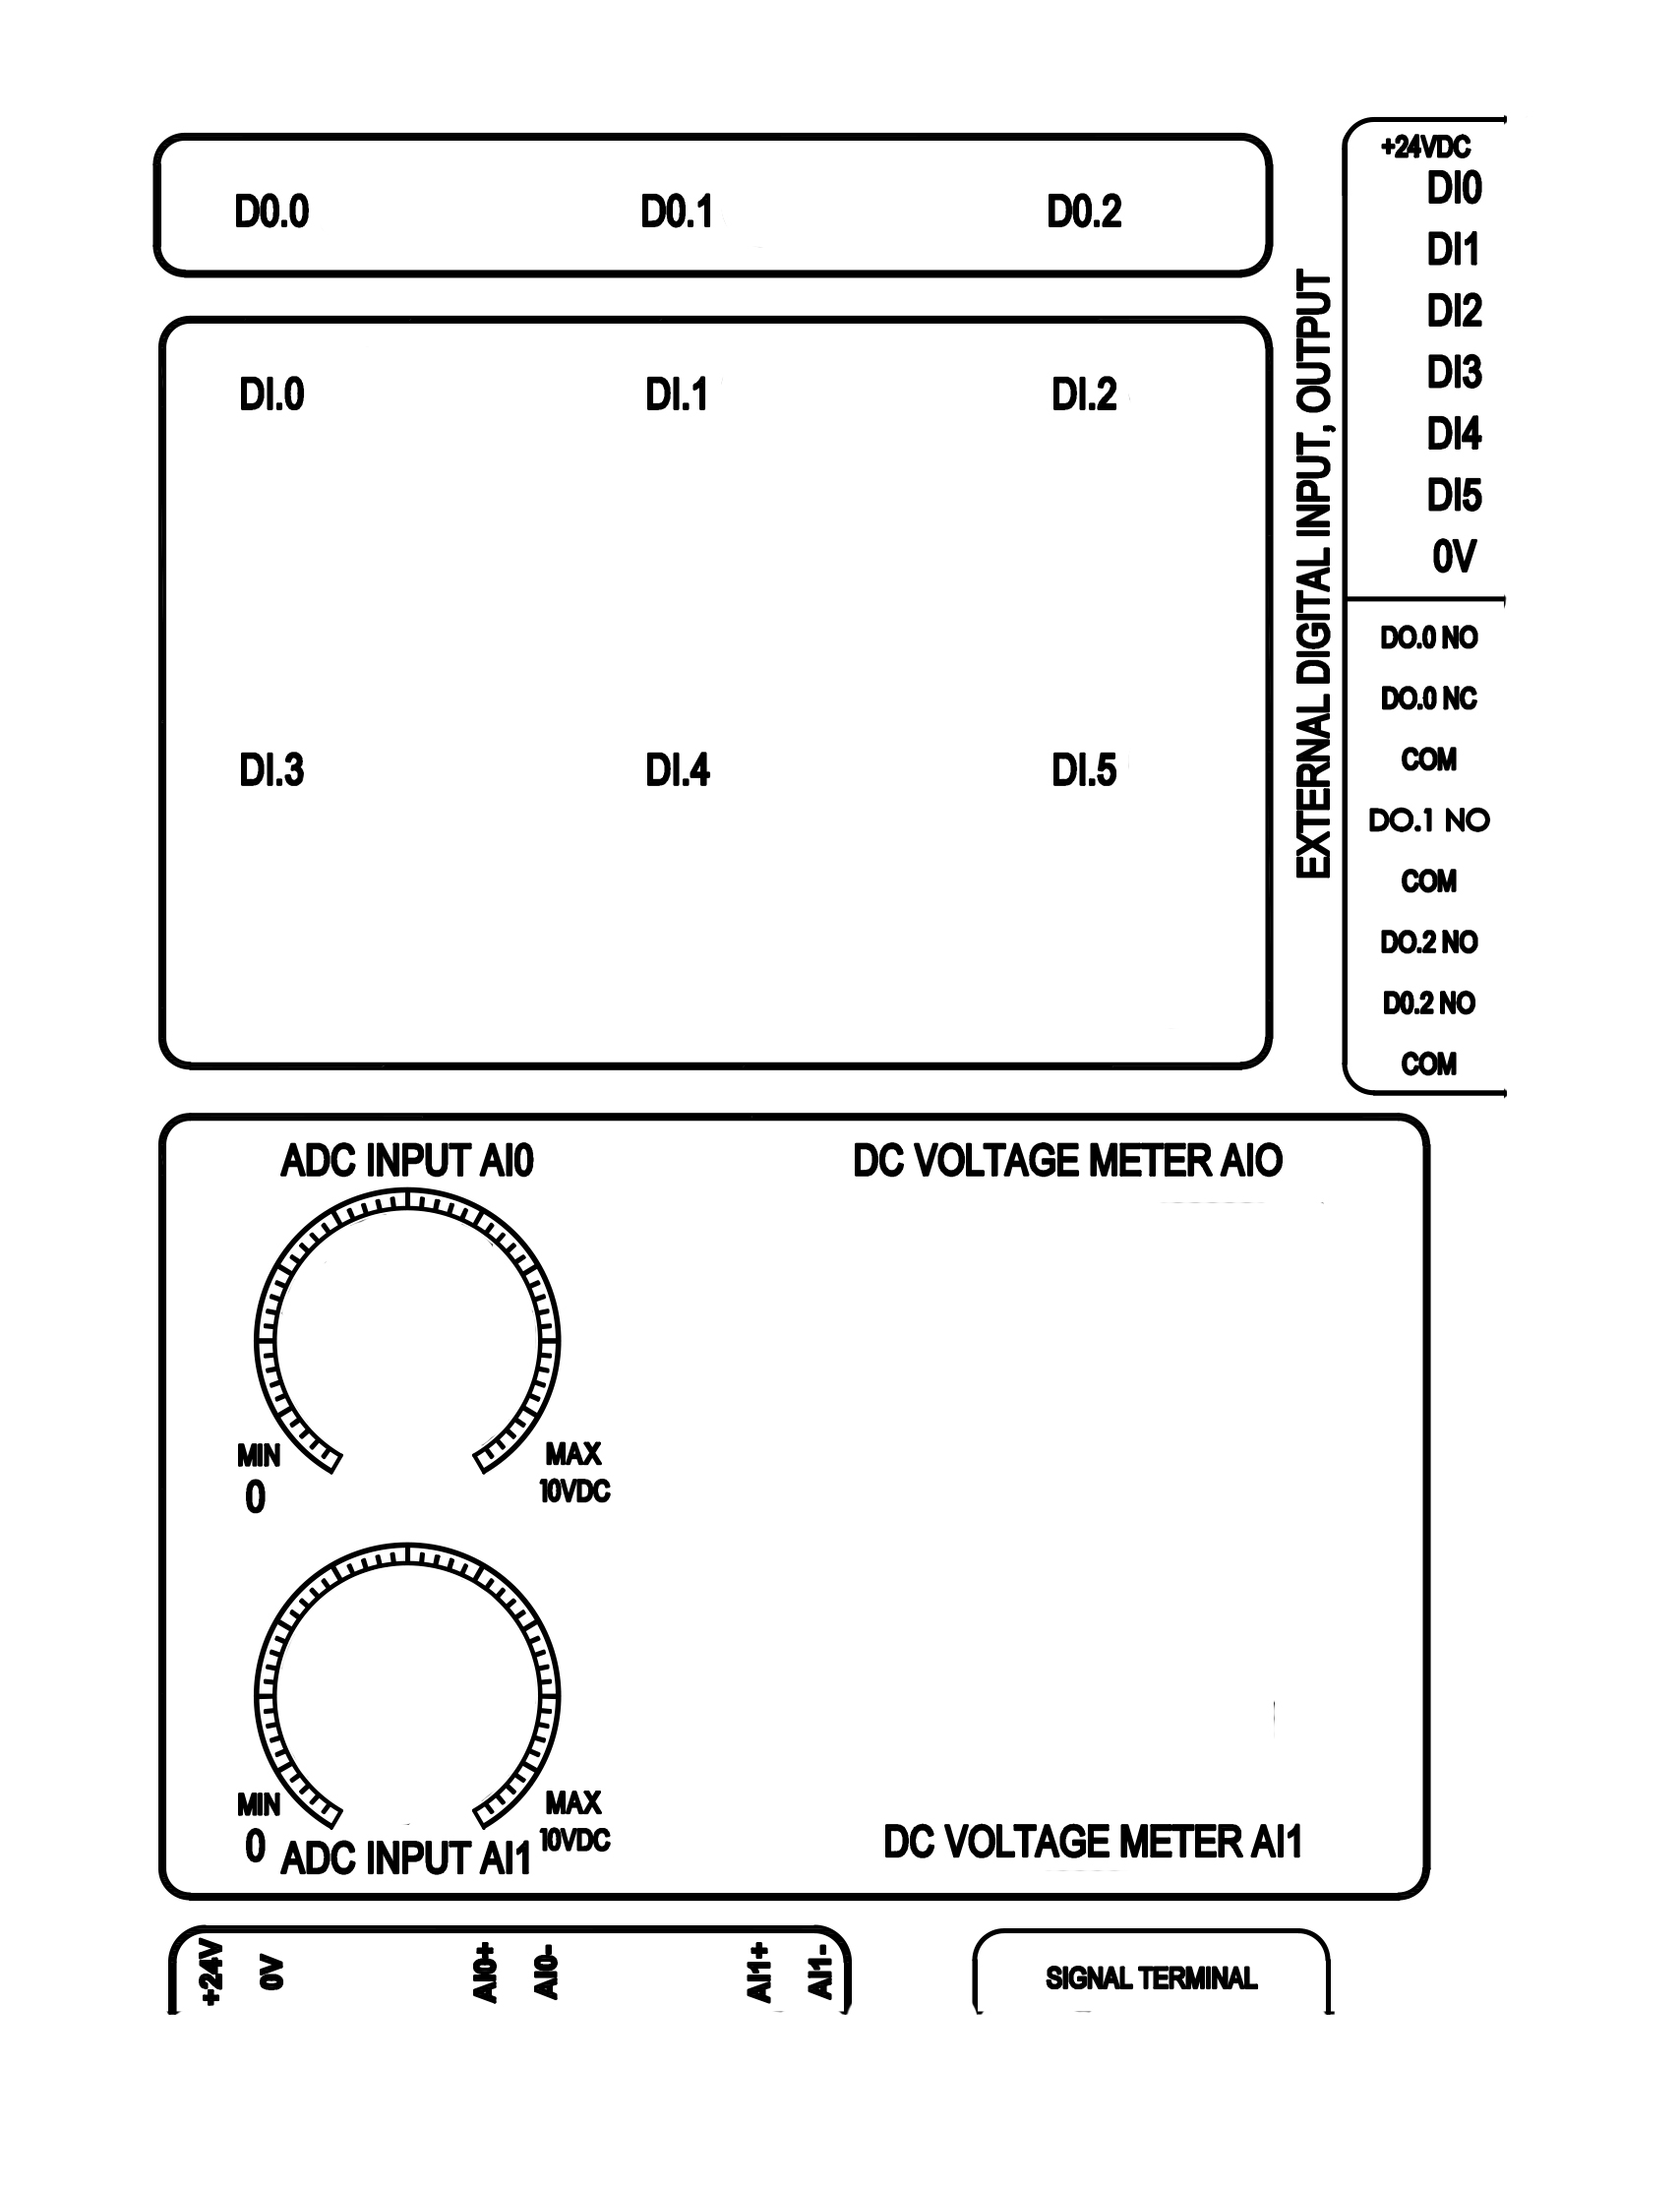 D0.0 D0.1 D0.2
DI.0 DI.1 DI.2
DI.3 DI.4 DI.5
EXTERNAL DIGITAL INPUT, OUTPUT
+24VDC
DI0
DI1
DI2
DI3
DI4
DI5
0V
DO.0 NO
DO.0 NC
COM
DO.1 NO
COM
DO.2 NO
D0.2 NO
COM
ADC INPUT AI0
MIN
0
MAX
10VDC
DC VOLTAGE METER AIO
MIN
0
MAX
10VDC
ADC INPUT AI1
DC VOLTAGE METER AI1
+24V
0V
AI0+
AI0-
AI1+
AI1-
SIGNAL TERMINAL